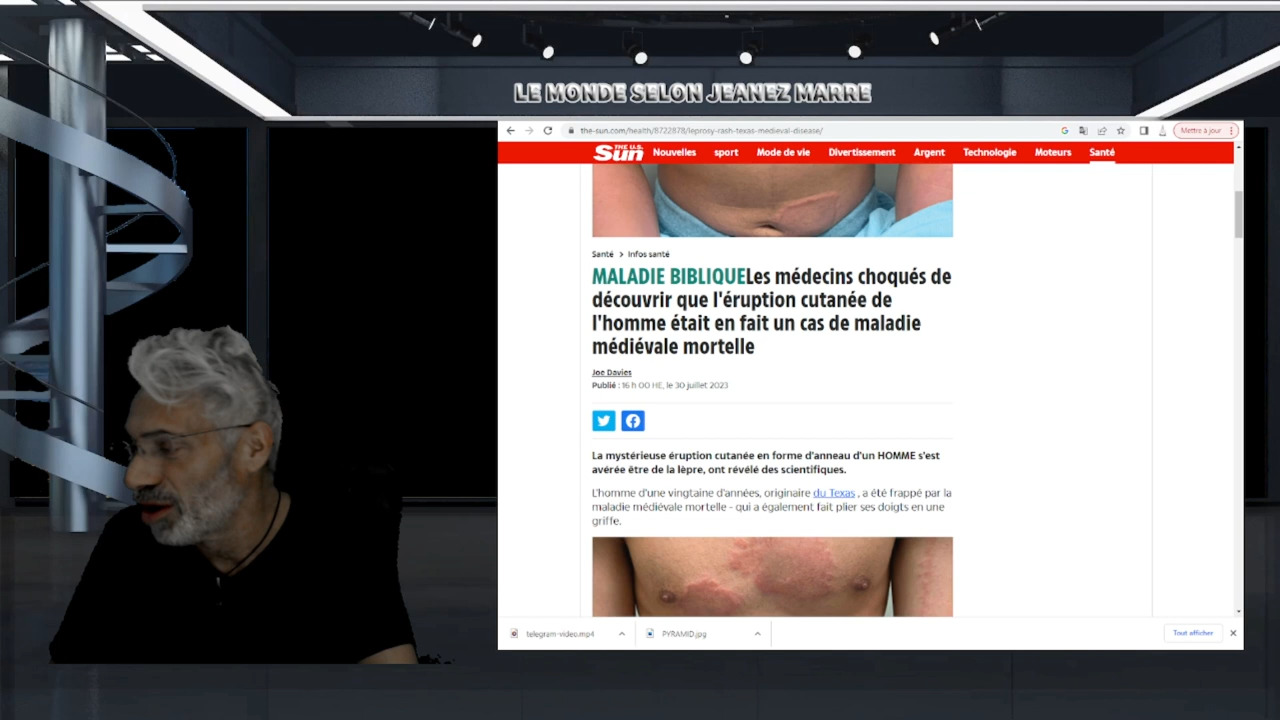 LE MONDE SELON JEANEZ MARRE
the-sun.com/health/8722878/leprosy-rash-texas-medieval-disease/
Mettre à jour
THE U.S.
Sun
Nouvelles sport Mode de vie Divertissement Argent Technologie Moteurs Santé
Santé > Infos santé
MALADIE BIBLIQUELes médecins choqués de
découvrir que l'éruption cutanée de
l'homme était en fait un cas de maladie
médiévale mortelle
Joe Davies
Publié : 16 h 00 HE, le 30 juillet 2023
La mystérieuse éruption cutanée en forme d'anneau d'un HOMME s'est
avérée être de la lèpre, ont révélé des scientifiques.
L'homme d'une vingtaine d'années, originaire du Texas , a été frappé par la
maladie médiévale mortelle - qui a également fait plier ses doigts en une
griffe.
telegram-video.mp4
PYRAMID.jpg
Tout afficher